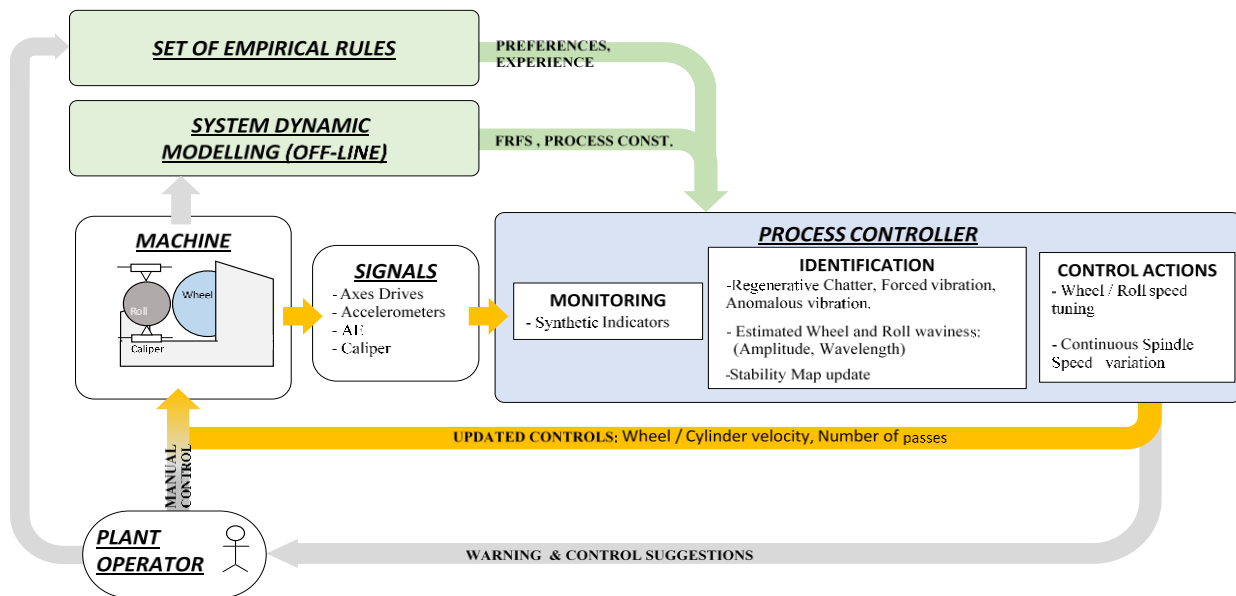 SET OF EMPIRICAL RULES
PREFERENCES,
EXPERIENCE
SYSTEM DYNAMIC
MODELLING (OFF-LINE)
FRFS , PROCESS CONST.
MACHINE
Roll
Wheel
Caliper
SIGNALS
- Axes Drives
- Accelerometers
- AE
- Caliper
PROCESS CONTROLLER
MONITORING
- Synthetic Indicators
IDENTIFICATION
-Regenerative Chatter, Forced vibration,
Anomalous vibration.
- Estimated Wheel and Roll waviness:
(Amplitude, Wavelength)
-Stability Map update
CONTROL ACTIONS
- Wheel / Roll speed
tuning
- Continuous Spindle
Speed variation
UPDATED CONTROLS: Wheel / Cylinder velocity, Number of passes
MANUAL
CONTROL
PLANT
OPERATOR
WARNING & CONTROL SUGGESTIONS